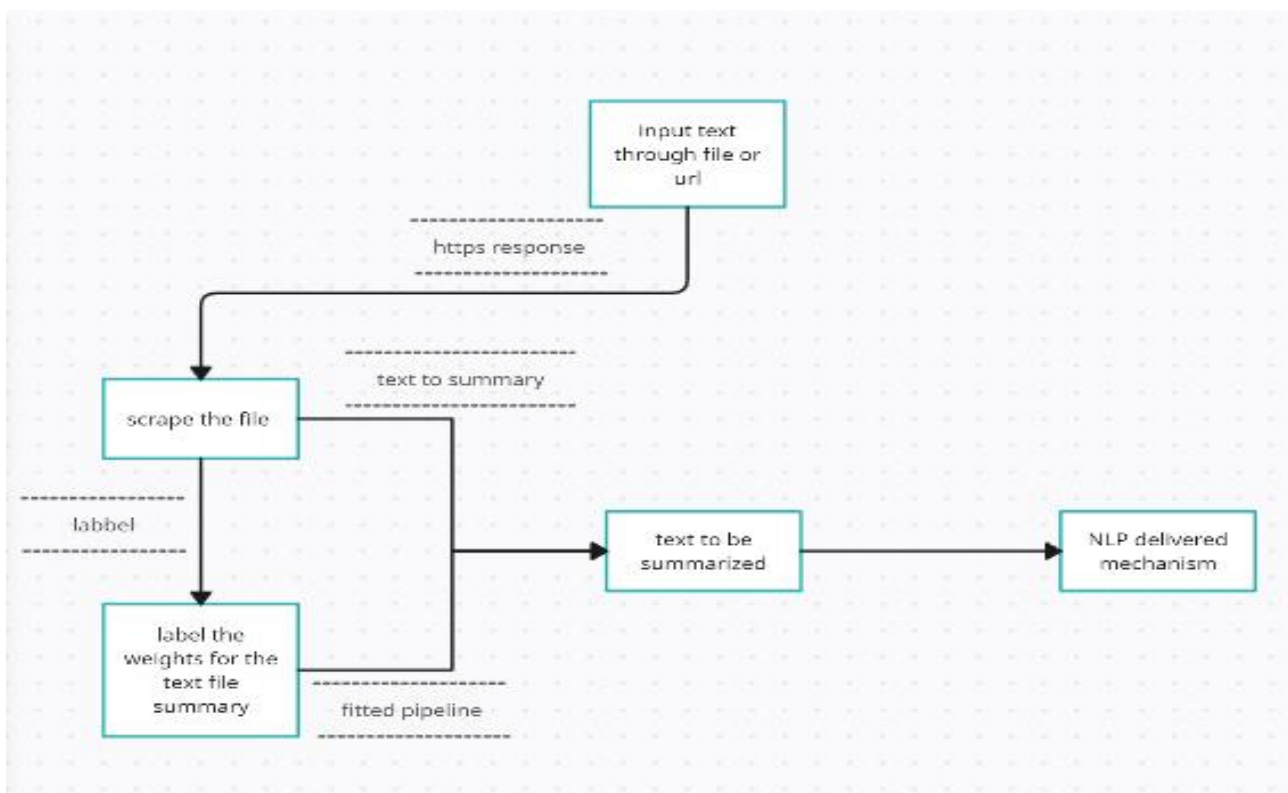 input text
through file or
url
https response
text to summary
scrape the file
labbel
text to be
summarized
NLP delivered
mechanism
label the
weights for the
text file
summary
fitted pipeline